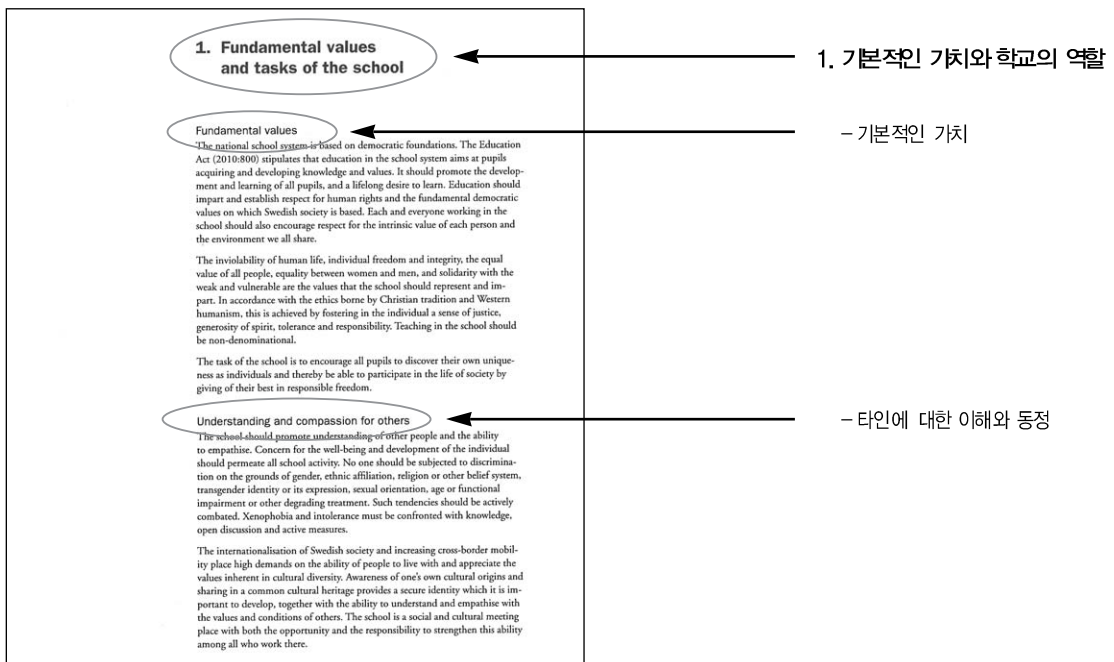 1. Fundamental values
and tasks of the school
1. 기본적인 가치와 학교의 역할
Fundamental values
– 기본적인 가치
The national school system is based on democratic foundations. The Education
Act (2010:800) stipulates that education in the school system aims at pupils
acquiring and developing knowledge and values. It should promote the develop-
ment and learning of all pupils, and a lifelong desire to learn. Education should
impart and establish respect for human rights and the fundamental democratic
values on which Swedish society is based. Each and everyone working in the
school should also encourage respect for the intrinsic value of each person and
the environment we all share.
The inviolability of human life, individual freedom and integrity, the equal
value of all people, equality between women and men, and solidarity with the
weak and vulnerable are the values that the school should represent and im-
part. In accordance with the ethics borne by Christian tradition and Western
humanism, this is achieved by fostering in the individual a sense of justice,
generosity of spirit, tolerance and responsibility. Teaching in the school should
be non-denominational.
The task of the school is to encourage all pupils to discover their own unique-
ness as individuals and thereby be able to participate in the life of society by
giving of their best in responsible freedom.
Understanding and compassion for others
– 타인에 대한 이해와 동정
The school should promote understanding of other people and the ability
to empathise. Concern for the well-being and development of the individual
should permeate all school activity. No one should be subjected to discrimina-
tion on the grounds of gender, ethnic affiliation, religion or other belief system,
transgender identity or its expression, sexual orientation, age or functional
impairment or other degrading treatment. Such tendencies should be actively
combated. Xenophobia and intolerance must be confronted with knowledge,
open discussion and active measures.
The internationalisation of Swedish society and increasing cross-border mobil-
ity place high demands on the ability of people to live with and appreciate the
values inherent in cultural diversity. Awareness of one's own cultural origins and
sharing in a common cultural heritage provides a secure identity which it is im-
portant to develop, together with the ability to understand and empathise with
the values and conditions of others. The school is a social and cultural meeting
place with both the opportunity and the responsibility to strengthen this ability
among all who work there.